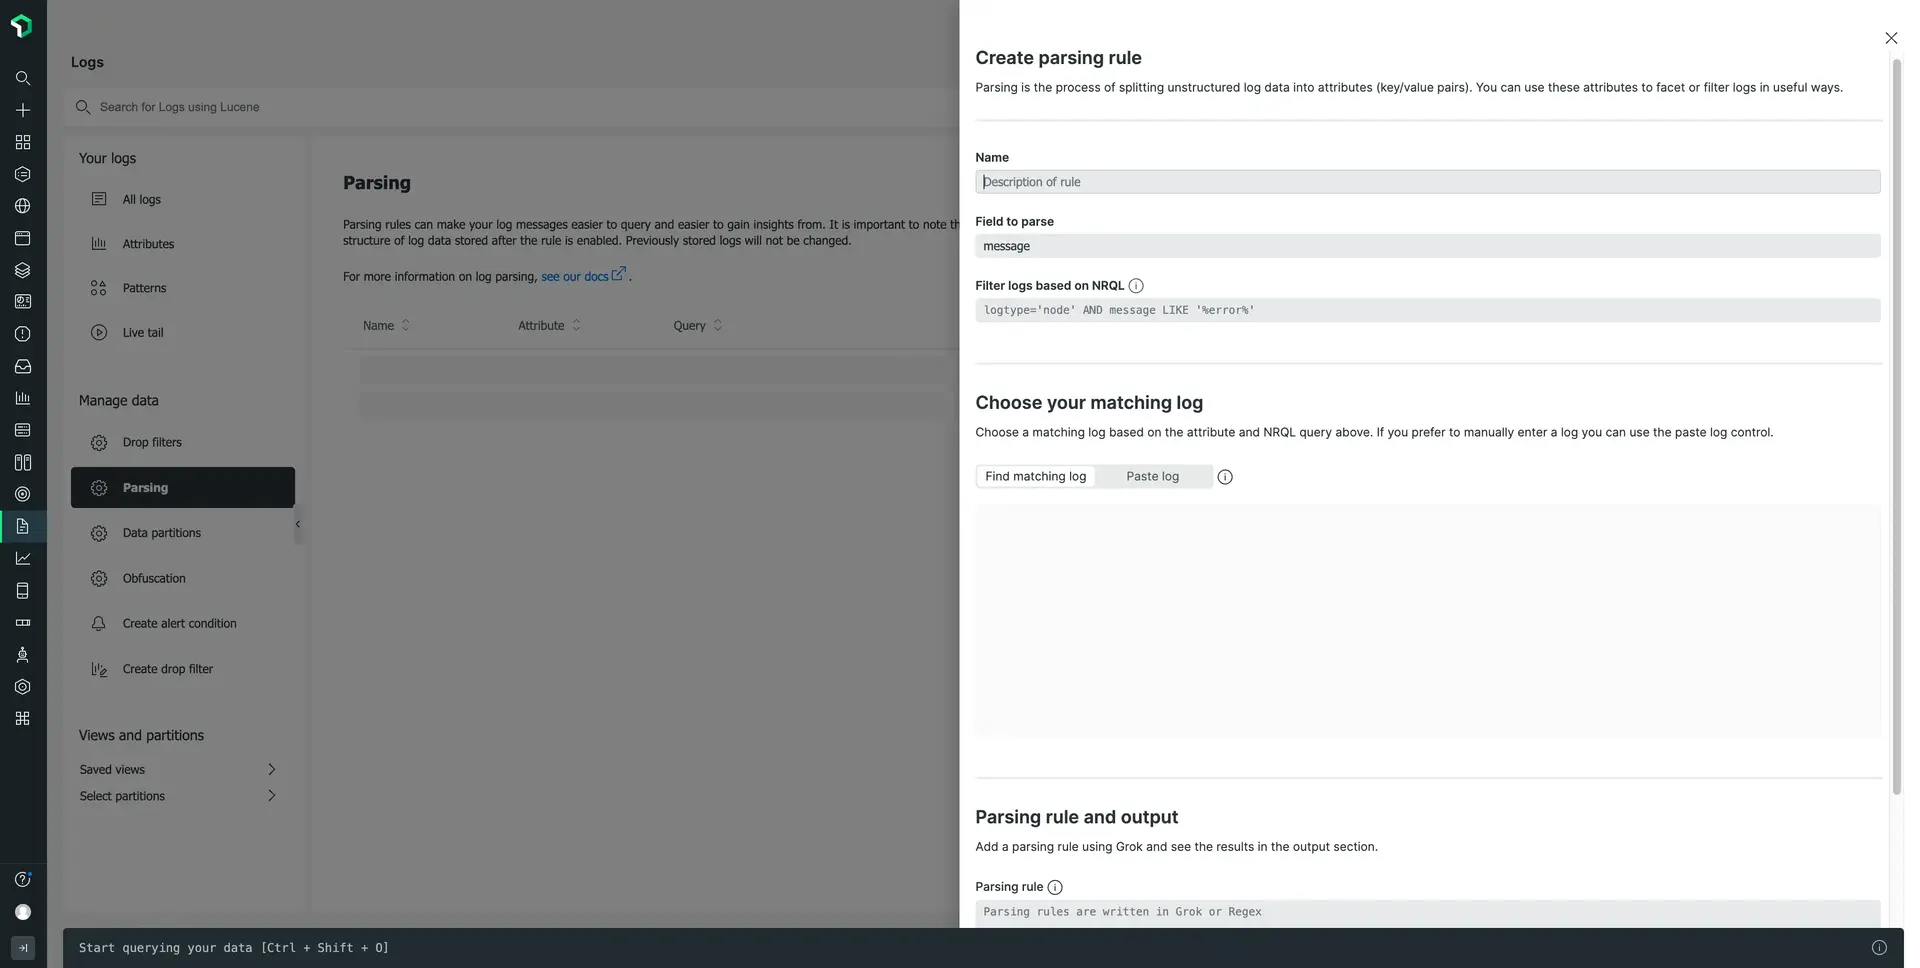 Logs
Search for Logs using Lucene
Your logs
All logs
Attributes
Patterns
Live tail
Manage data
Drop filters
Parsing
Data partitions
Obfuscation
Create alert condition
Create drop filter
Views and partitions
Saved views
Select partitions
Parsing
Parsing rules can make your log messages easier to query and easier to gain insights from. It is important to note th
structure of log data stored after the rule is enabled. Previously stored logs will not be changed.
For more information on log parsing, see our docs.
Name Attribute Query
Create parsing rule
Parsing is the process of splitting unstructured log data into attributes (key/value pairs). You can use these attributes to facet or filter logs in useful ways.
Name
Description of rule
Field to parse
message
Filter logs based on NRQL
logtype='node' AND message LIKE '%error%'
Choose your matching log
Choose a matching log based on the attribute and NRQL query above. If you prefer to manually enter a log you can use the paste log control.
Find matching log Paste log
Parsing rule and output
Add a parsing rule using Grok and see the results in the output section.
Parsing rule
Parsing rules are written in Grok or Regex
Start querying your data [Ctrl + Shift + O]